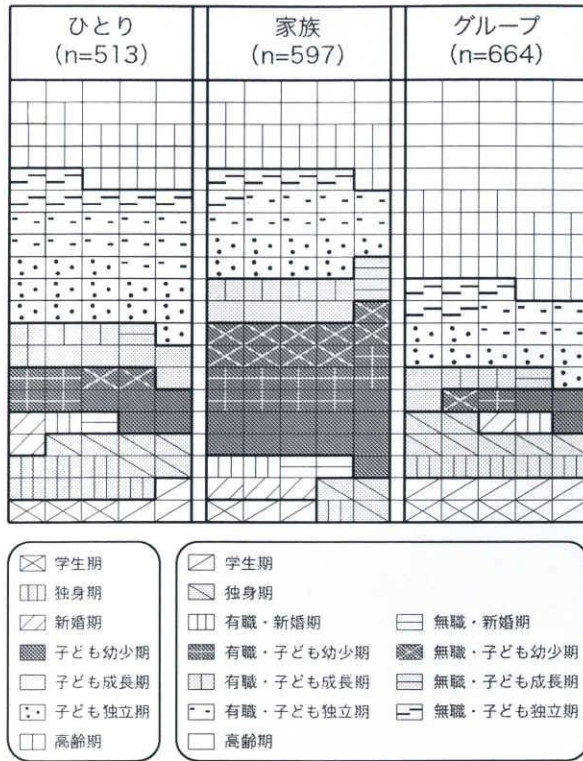 ひとり
(n=513)
家族
(n=597)
グループ
(n=664)
学生期
独身期
新婚期
子ども幼少期
子ども成長期
子ども独立期
高齢期
学生期
独身期
有職・新婚期 無職・新婚期
有職・子ども幼少期 無職・子ども幼少期
有職・子ども成長期 無職・子ども成長期
有職・子ども独立期 無職・子ども独立期
高齢期